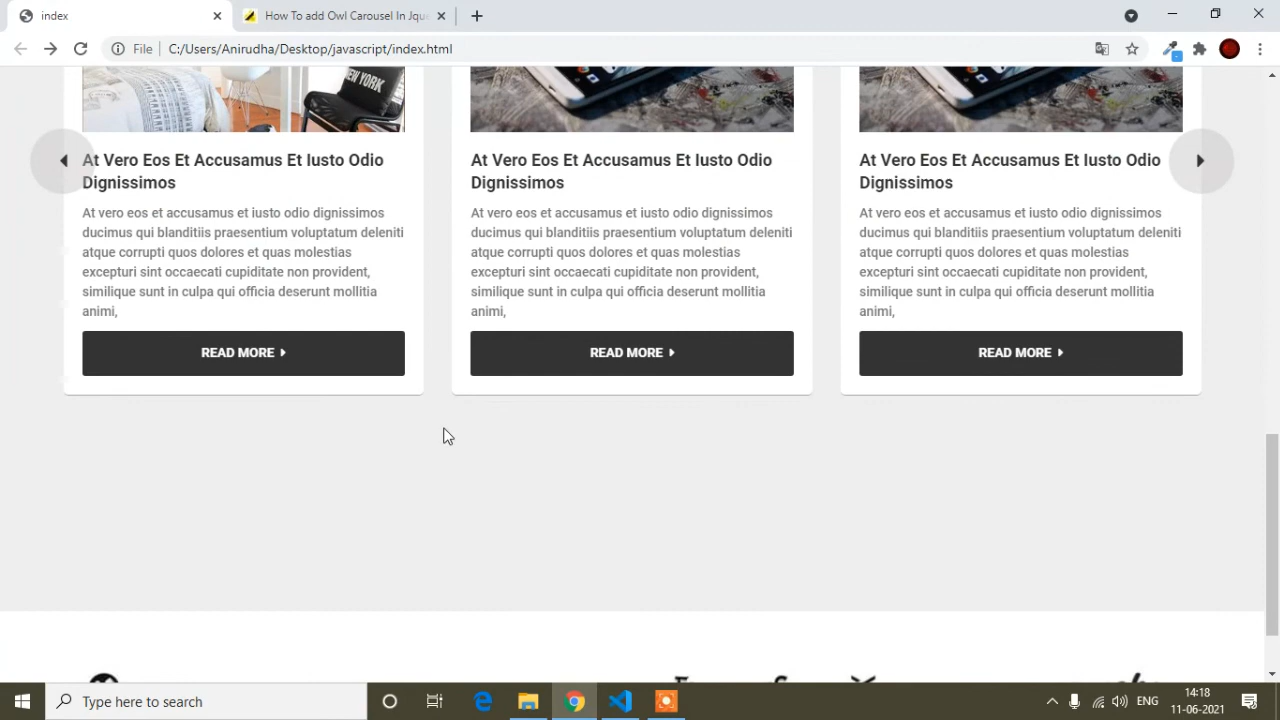 index
How To add Owl Carousel In Jque
File
C:/Users/Anirudha/Desktop/javascript/index.html
NEW YORK
At Vero Eos Et Accusamus Et Iusto Odio
Dignissimos
At vero eos et accusamus et iusto odio dignissimos
ducimus qui blanditiis praesentium voluptatum deleniti
atque corrupti quos dolores et quas molestias
excepturi sint occaecati cupiditate non provident,
similique sunt in culpa qui officia deserunt mollitia
animi,
READ MORE
At Vero Eos Et Accusamus Et Iusto Odio
Dignissimos
At vero eos et accusamus et iusto odio dignissimos
ducimus qui blanditiis praesentium voluptatum deleniti
atque corrupti quos dolores et quas molestias
excepturi sint occaecati cupiditate non provident,
similique sunt in culpa qui officia deserunt mollitia
animi,
READ MORE
At Vero Eos Et Accusamus Et Iusto Odio
Dignissimos
At vero eos et accusamus et iusto odio dignissimos
ducimus qui blanditiis praesentium voluptatum deleniti
atque corrupti quos dolores et quas molestias
excepturi sint occaecati cupiditate non provident,
similique sunt in culpa qui officia deserunt mollitia
animi,
READ MORE
Type here to search
ENG
14:18
11-06-2021